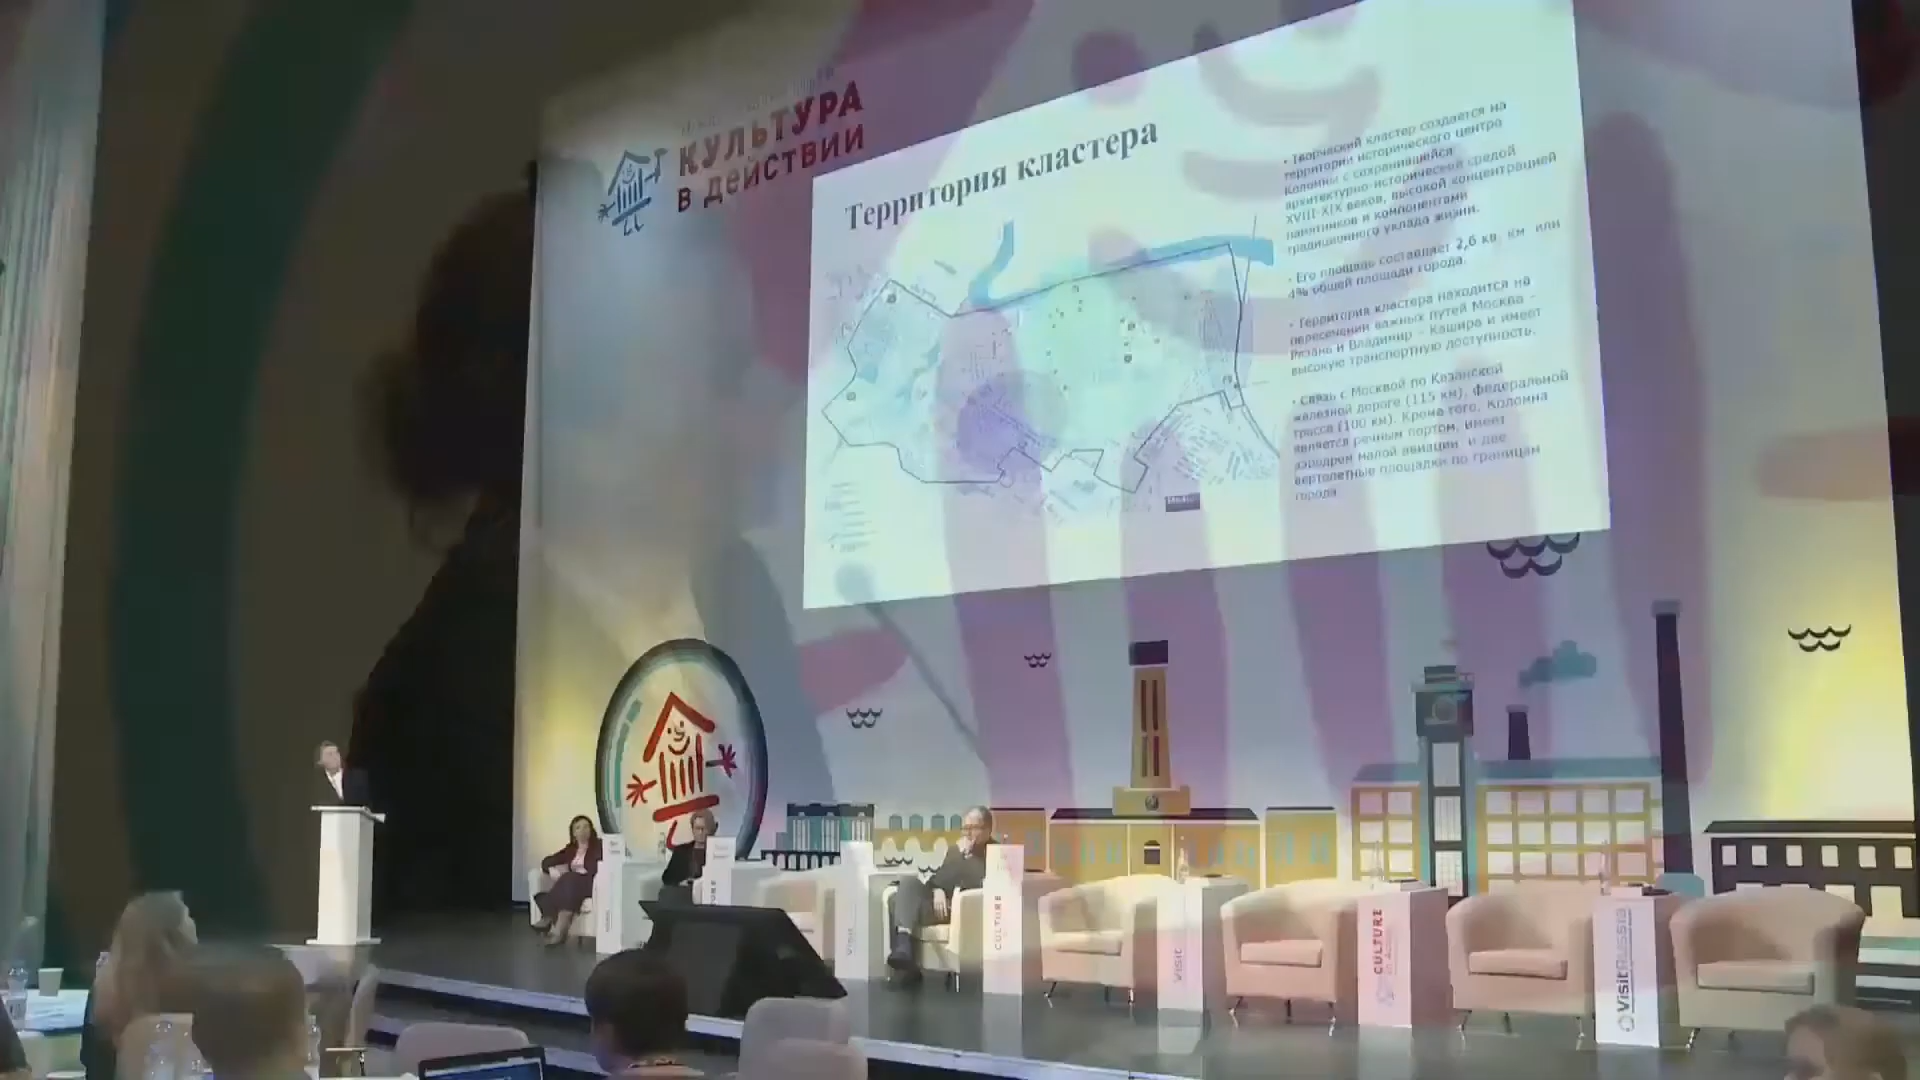 КУЛЬТУРА
в действии
Территория кластера
- Творческий кластер создается на
территории исторического центра
Коломны с сохранившейся
архитектурно-исторической средой
XVIII-XIX веков, высокой концентрацией
памятников и компонентами
традиционного уклада жизни.
- Его площадь составляет 2,6 кв. км или
4% общей площади города.
- Территория кластера находится на
пересечении важных путей Москва –
Рязань и Владимир – Кашира и имеет
высокую транспортную доступность.
- Связь с Москвой по Казанской
железной дороге (115 км), федеральной
трассе (100 км). Кроме того, Коломна
является речным портом, имеет
аэродром малой авиации и две
вертолетные площадки по границам
города.
CULTURE
Visit
CULTURE
VisitRUSSIA